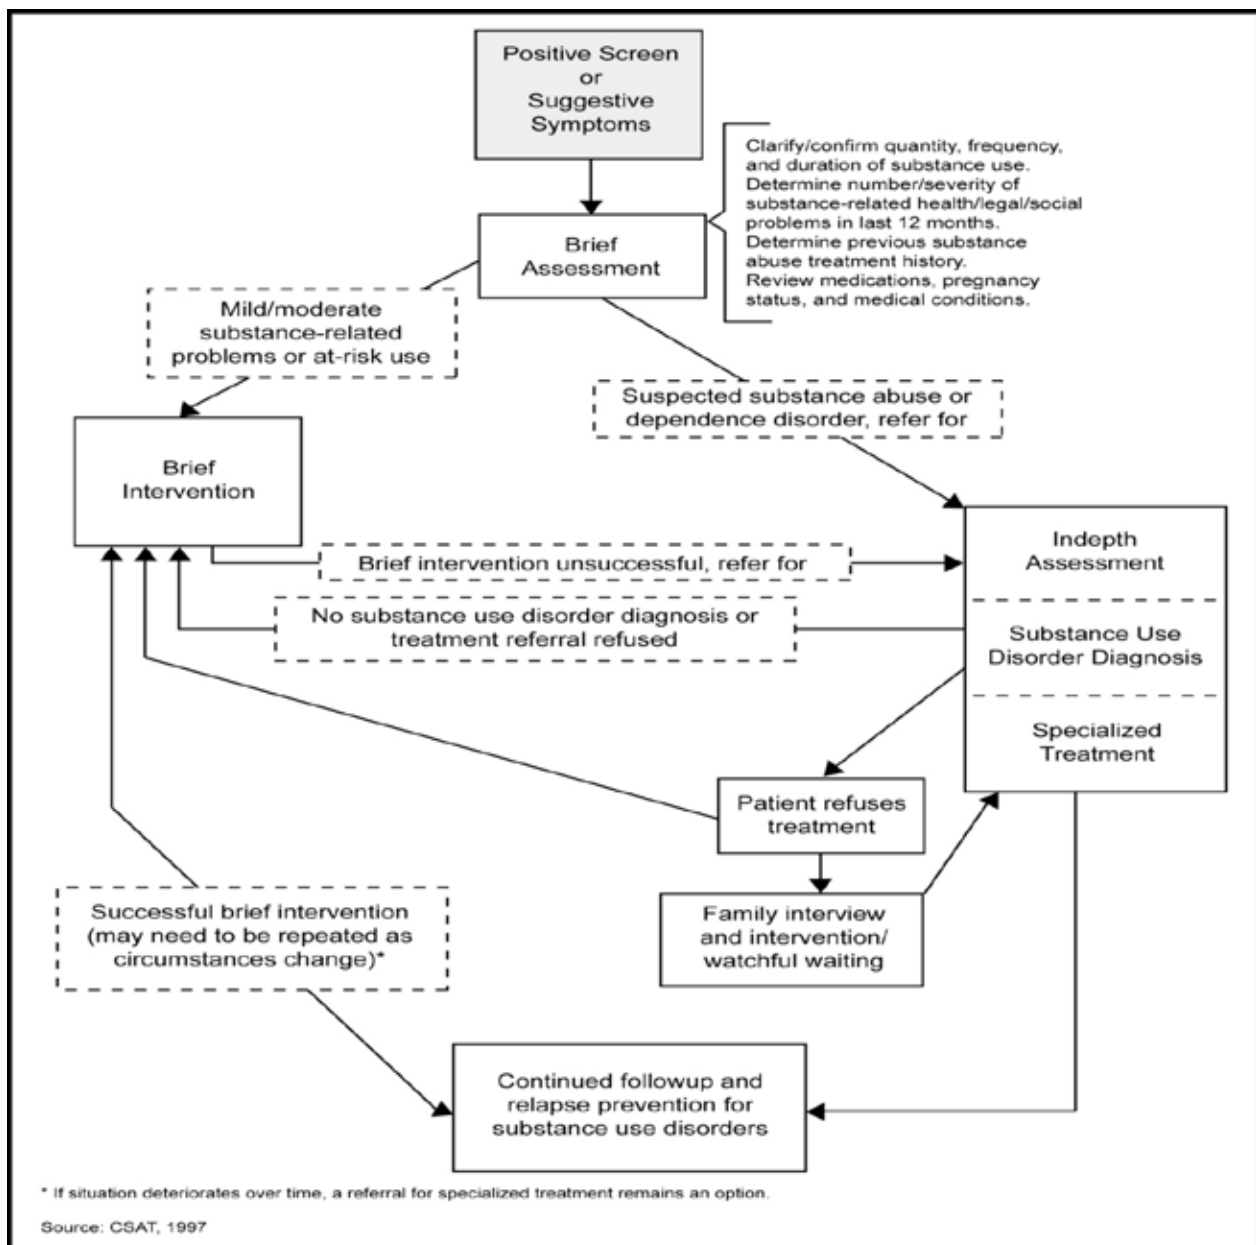 Positive Screen
or
Suggestive
Symptoms
Clarify/confirm quantity, frequency,
and duration of substance use.
Determine number/severity of
substance-related health/legal/social
problems in last 12 months.
Determine previous substance
abuse treatment history.
Review medications, pregnancy
status, and medical conditions.
Brief
Assessment
Mild/moderate
substance-related
problems or at-risk use
Suspected substance abuse or
dependence disorder, refer for
Brief
Intervention
Indepth
Assessment
Brief intervention unsuccessful, refer for
No substance use disorder diagnosis or
treatment referral refused
Substance Use
Disorder Diagnosis
Specialized
Treatment
Patient refuses
treatment
Family interview
and intervention/
watchful waiting
Successful brief intervention
(may need to be repeated as
circumstances change)*
Continued followup and
relapse prevention for
substance use disorders
* If situation deteriorates over time, a referral for specialized treatment remains an option.
Source: CSAT, 1997